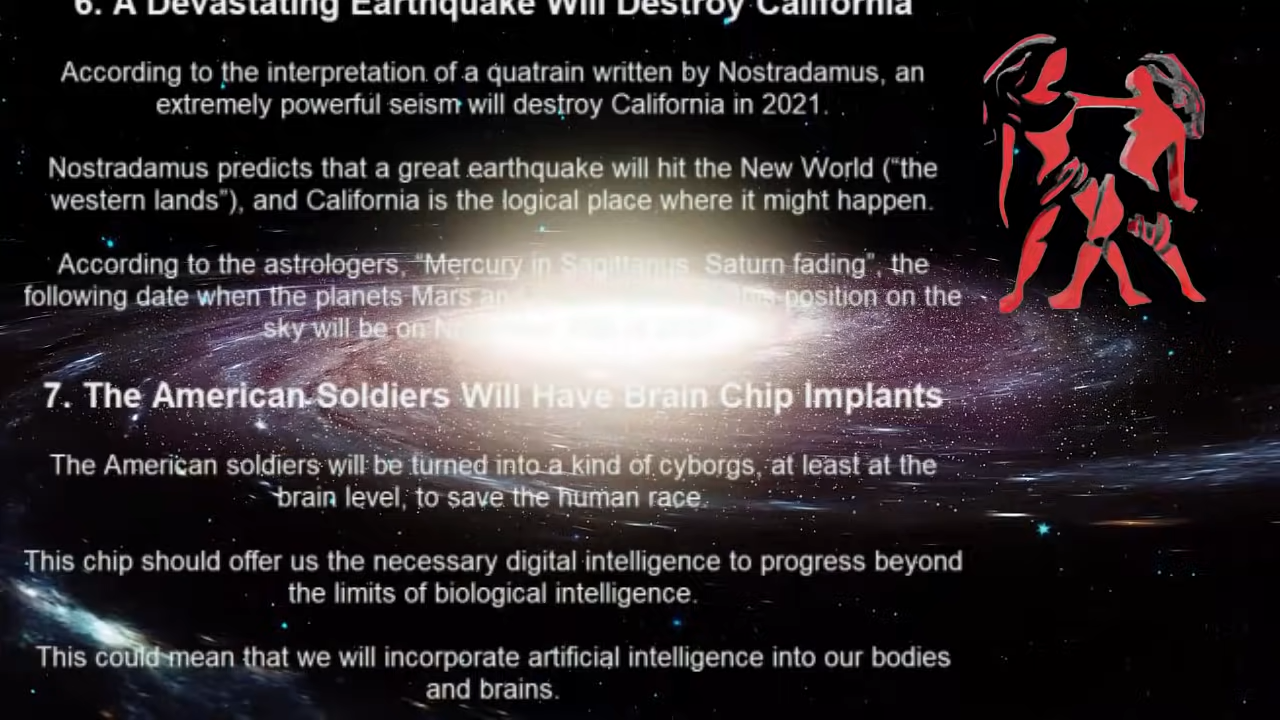 6. A Devastating Earthquake Will Destroy California
According to the interpretation of a quatrain written by Nostradamus, an
extremely powerful seism will destroy California in 2021.
Nostradamus predicts that a great earthquake will hit the New World (“the
western lands”), and California is the logical place where it might happen.
According to the astrologers, “Mercury in Sagittarius, Saturn fading”, the
following date when the planets Mars position on the
sky will be on
7. The American Soldiers Will Have Brain Chip Implants
The American soldiers will be turned into a kind of cyborgs, at least at the
brain level, to save the human race.
This chip should offer us the necessary digital intelligence to progress beyond
the limits of biological intelligence.
This could mean that we will incorporate artificial intelligence into our bodies
and brains.